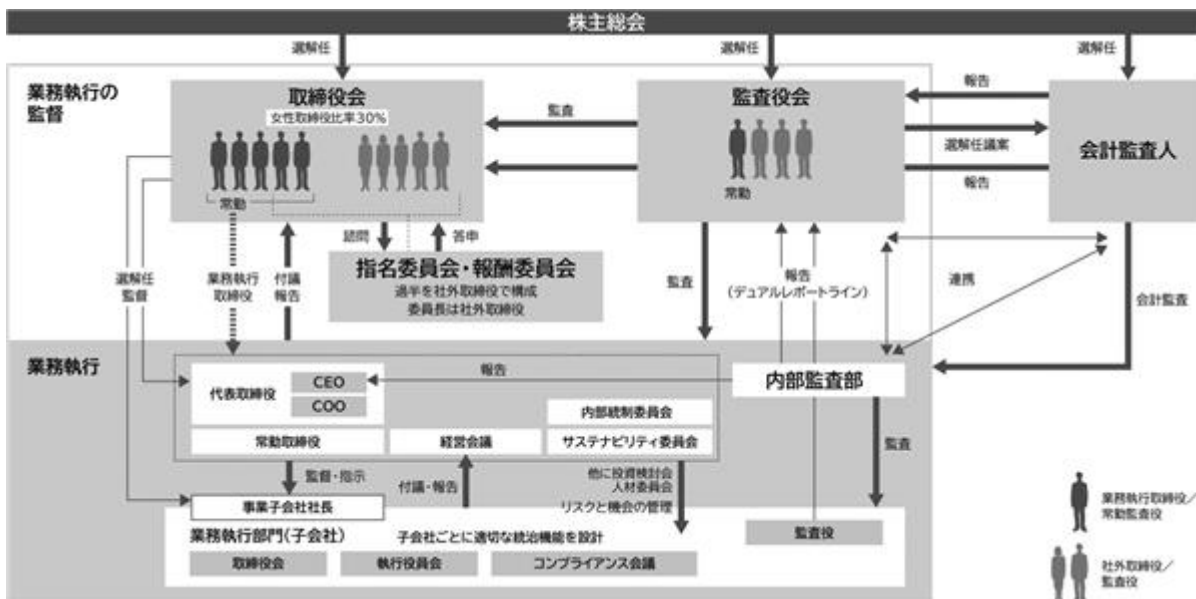 株主総会
選解任
選解任
選解任
業務執行の
監督
取締役会
女性取締役比率30%
常勤
監査
監査役会
常勤
報告
選解任議案
報告
会計監査人
諮問
答申
指名委員会・報酬委員会
過半を社外取締役で構成
委員長は社外取締役
選解任
監督
業務執行
取締役
付議
報告
監査
報告
（デュアルレポートライン）
連携
会計監査
業務執行
代表取締役
CEO
COO
報告
内部監査部
内部統制委員会
常勤取締役
経営会議
サステナビリティ委員会
監査
監督・指示
付議・報告
他に投資検討会
人材委員会
リスクと機会の管理
事業子会社社長
業務執行部門（子会社）
子会社ごとに適切な統治機能を設計
監査役
取締役会
執行役員会
コンプライアンス会議
業務執行取締役／
常勤監査役
社外取締役／
監査役